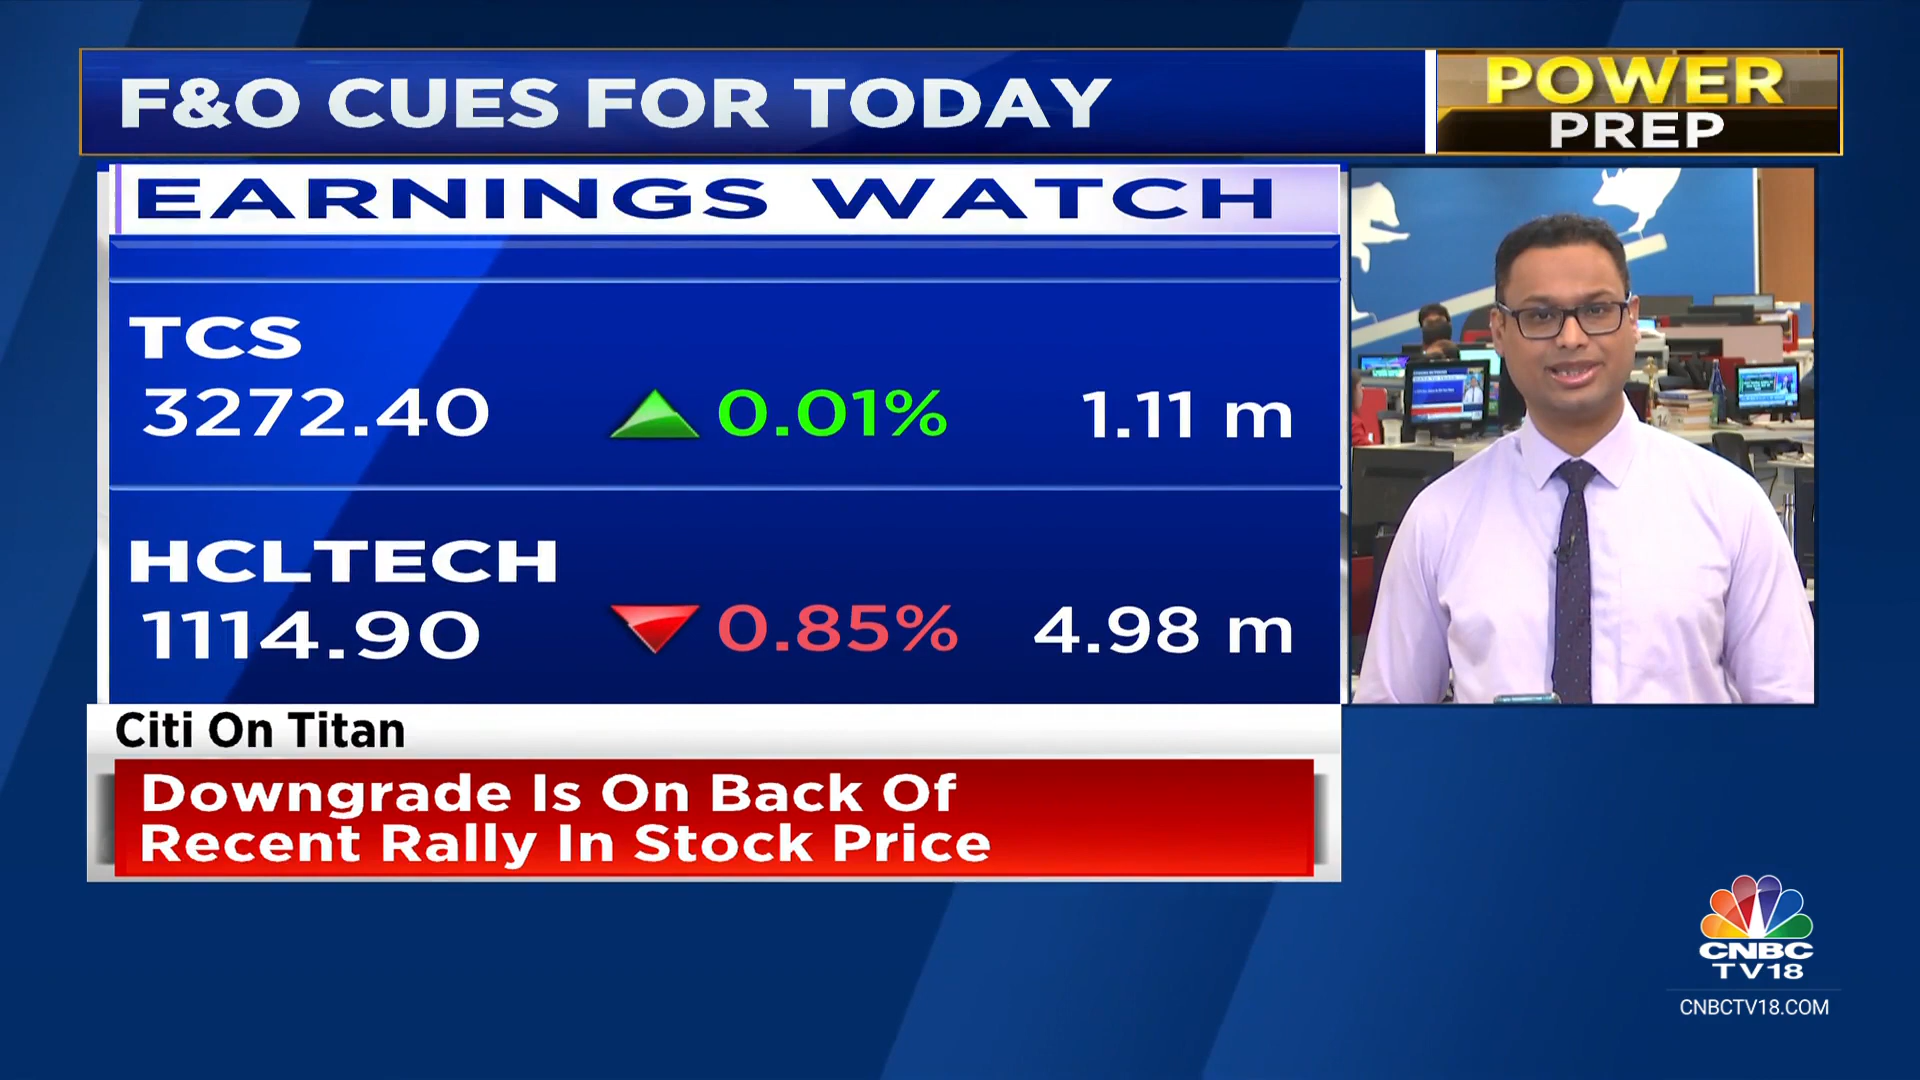 F&O CUES FOR TODAY
POWER
PREP
EARNINGS WATCH
TCS
3272.40 0.01% 1.11 m
HCLTECH
1114.90 0.85% 4.98 m
Citi On Titan
Downgrade Is On Back Of
Recent Rally In Stock Price
CNBC
TV18
CNBCTV18.COM